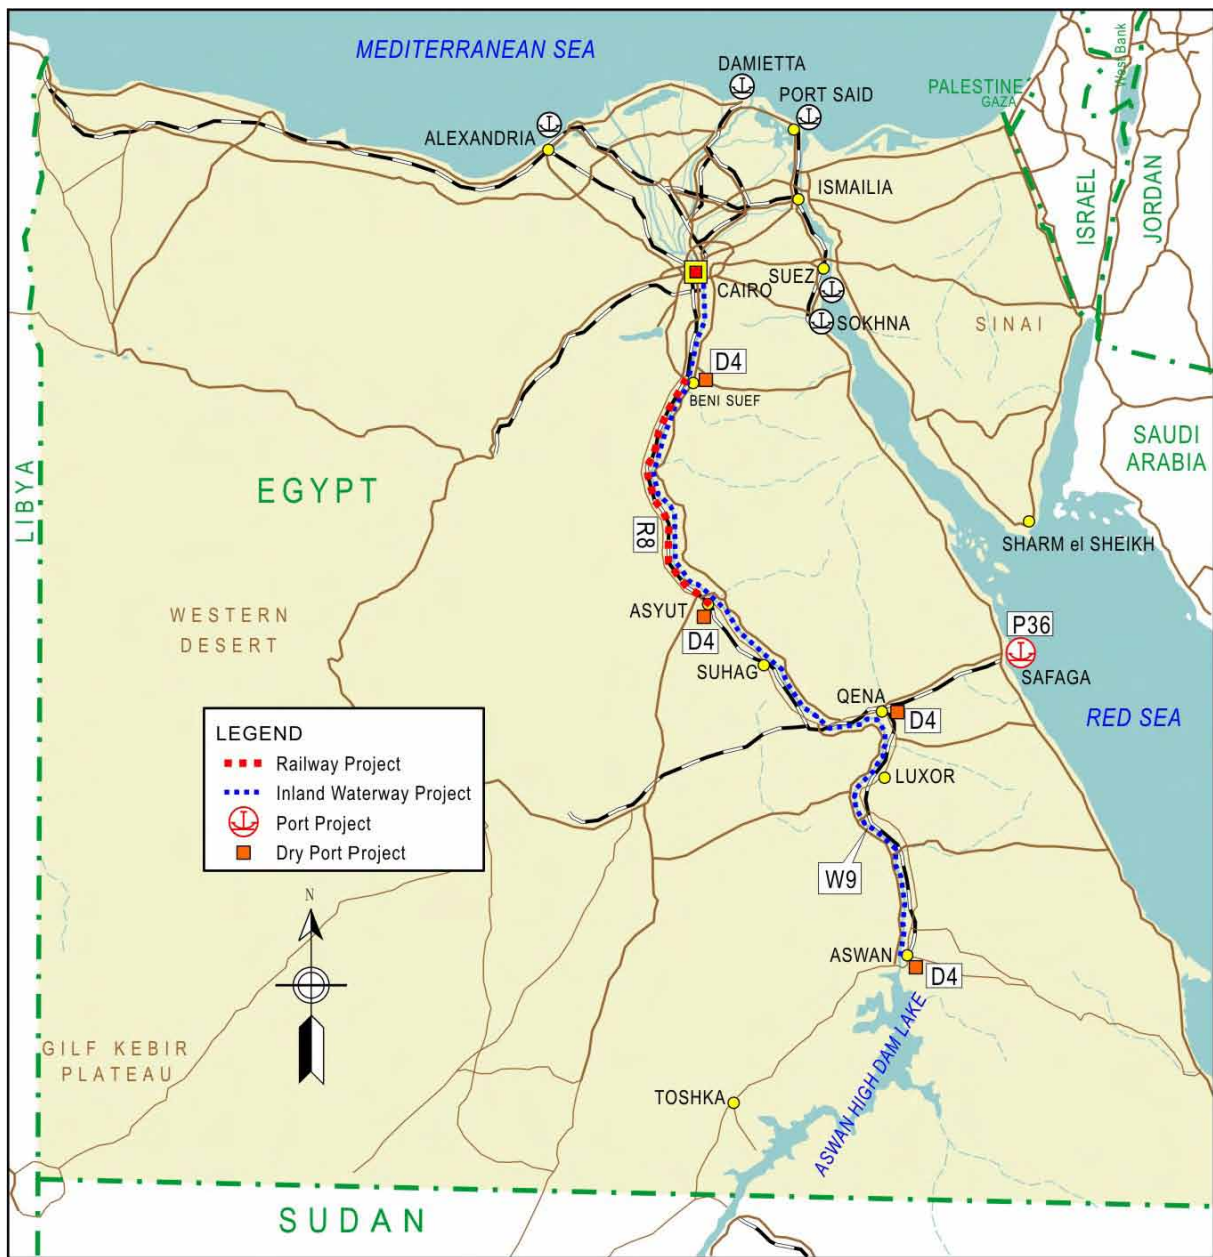 MEDITERRANEAN SEA
DAMIETTA
PORT SAID
ALEXANDRIA
PALESTINE
GAZA
West Bank
ISMAILIA
ISRAEL
JORDAN
SUEZ
CAIRO
SOKHNA
SINAI
D4
BENI SUEF
SAUDI
ARABIA
LIBYA
EGYPT
R8
SHARM el SHEIKH
WESTERN
DESERT
ASYUT
D4
SUHAG
P36
SAFAGA
QENA
D4
RED SEA
LUXOR
LEGEND
Railway Project
Inland Waterway Project
Port Project
Dry Port Project
W9
N
ASWAN
D4
GILF KEBIR
PLATEAU
TOSHKA
ASWAN HIGH DAM LAKE
SUDAN